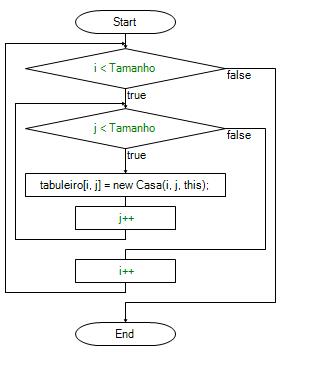 Start
i < Tamanho
false
true
j < Tamanho
false
true
tabuleiro[i, j] = new Casa(i, j, this);
j++
i++
End